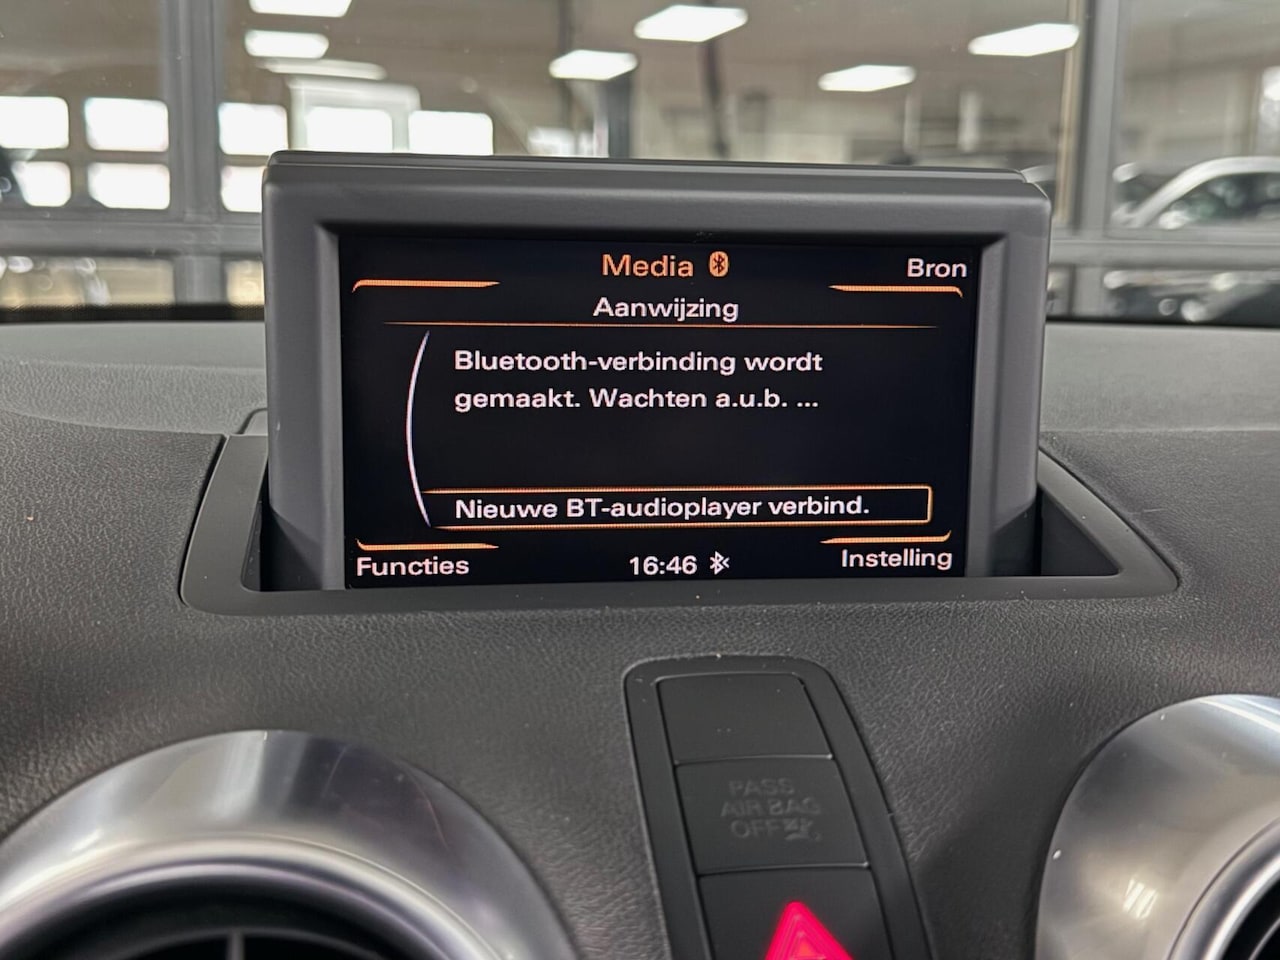 Media
Bron
Aanwijzing
Bluetooth-verbinding wordt
gemaakt. Wachten a.u.b. ...
Nieuwe BT-audioplayer verbind.
Functies
16:46
Instelling
PASS
AIR BAG
OFF